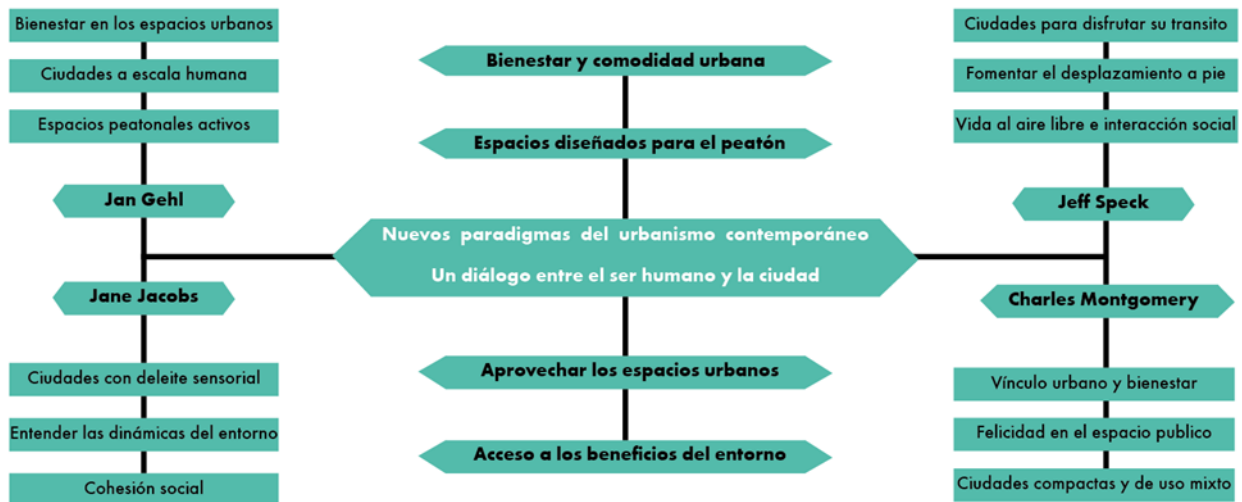 Bienestar en los espacios urbanos
Ciudades a escala humana
Espacios peatonales activos
Jan Gehl
Jane Jacobs
Ciudades con deleite sensorial
Entender las dinámicas del entorno
Cohesión social
Bienestar y comodidad urbana
Espacios diseñados para el peatón
Nuevos paradigmas del urbanismo contemporáneo
Un diálogo entre el ser humano y la ciudad
Aprovechar los espacios urbanos
Acceso a los beneficios del entorno
Ciudades para disfrutar su transito
Fomentar el desplazamiento a pie
Vida al aire libre e interacción social
Jeff Speck
Charles Montgomery
Vínculo urbano y bienestar
Felicidad en el espacio publico
Ciudades compactas y de uso mixto